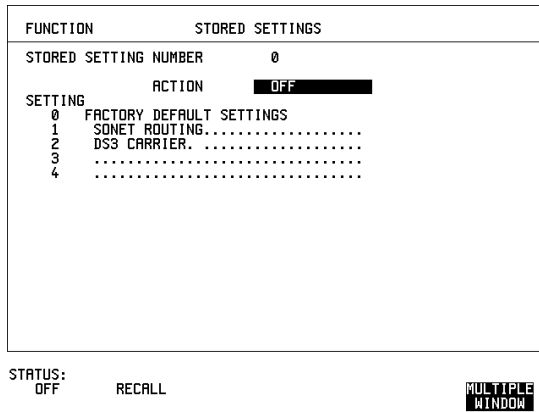 FUNCTION STORED SETTINGS
STORED SETTING NUMBER 0
ACTION OFF
SETTING
0 FACTORY DEFAULT SETTINGS
1 SONET ROUTING...................
2 DS3 CARRIER. ...................
3 ................................
4 ................................
STATUS:
OFF RECALL
MULTIPLE
WINDOW